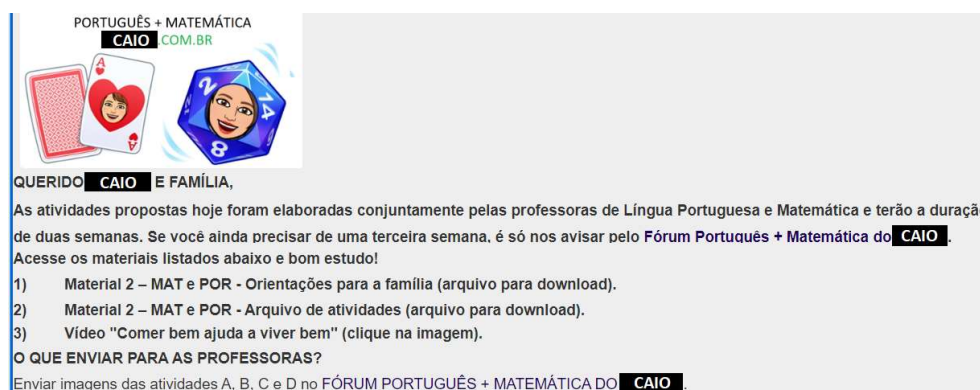 PORTUGUÊS + MATEMÁTICA
CAIO .COM.BR
A
A
2
14
8
QUERIDO CAIO E FAMÍLIA,
As atividades propostas hoje foram elaboradas conjuntamente pelas professoras de Língua Portuguesa e Matemática e terão a duração
de duas semanas. Se você ainda precisar de uma terceira semana, é só nos avisar pelo Fórum Português + Matemática do CAIO .
Acesse os materiais listados abaixo e bom estudo!
1) Material 2 – MAT e POR - Orientações para a família (arquivo para download).
2) Material 2 – MAT e POR - Arquivo de atividades (arquivo para download).
3) Vídeo "Comer bem ajuda a viver bem" (clique na imagem).
O QUE ENVIAR PARA AS PROFESSORAS?
Enviar imagens das atividades A, B, C e D no FÓRUM PORTUGUÊS + MATEMÁTICA DO CAIO .